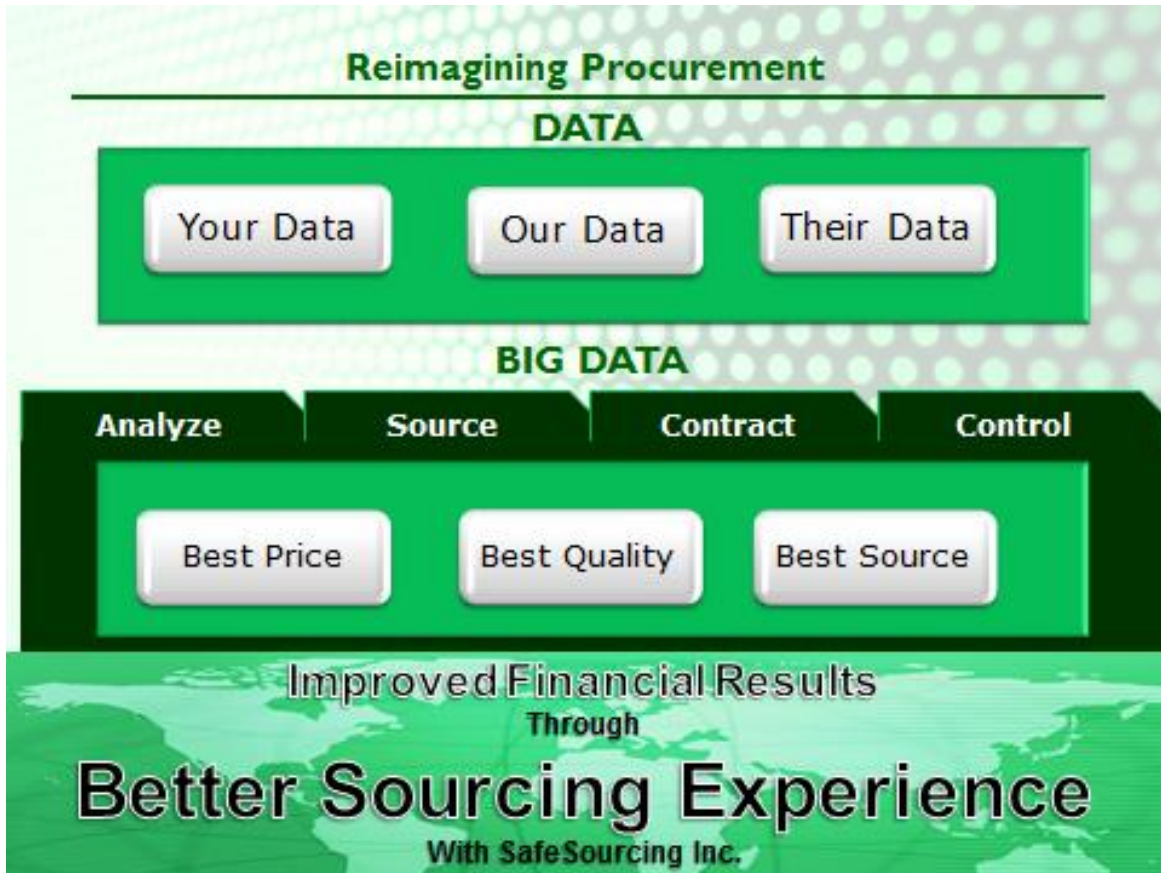 Reimagining Procurement
DATA
Your Data Our Data Their Data
BIG DATA
Analyze Source Contract Control
Best Price Best Quality Best Source
Improved Financial Results
Through
Better Sourcing Experience
With SafeSourcing Inc.